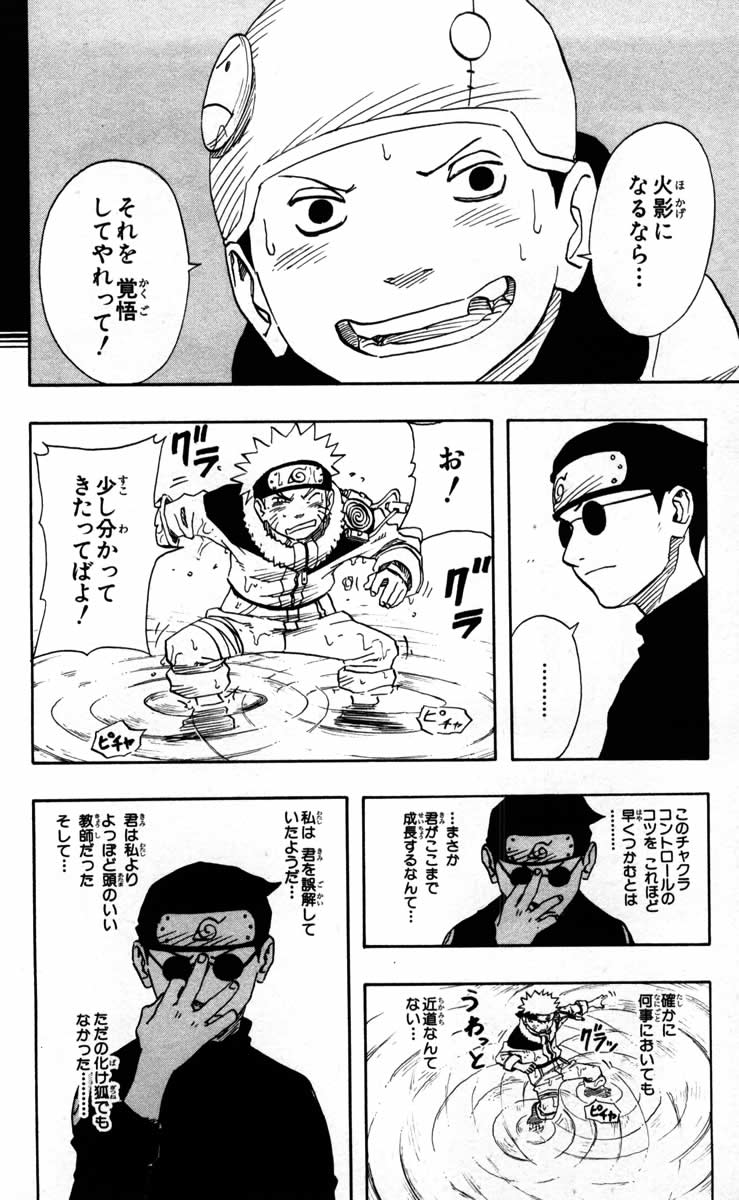 火影に
なるなら…
それを 覚悟
してやれって！
………
お！
グラ
グラ
少し分かって
きたってばよ！
ピチャ
ピチャ
このチャクラ
コントロールの
コツを これほど
早くつかむとは
………
…まさか
君がここまで
成長するなんて…
確かに
何事においても
近道なんて
ない…
グラッ
うわっと
ピチャ
私は 君を誤解して
いたようだ…
君は私より
よっぽど頭のいい
教師だった
そして…
ただの化け狐でも
なかった………